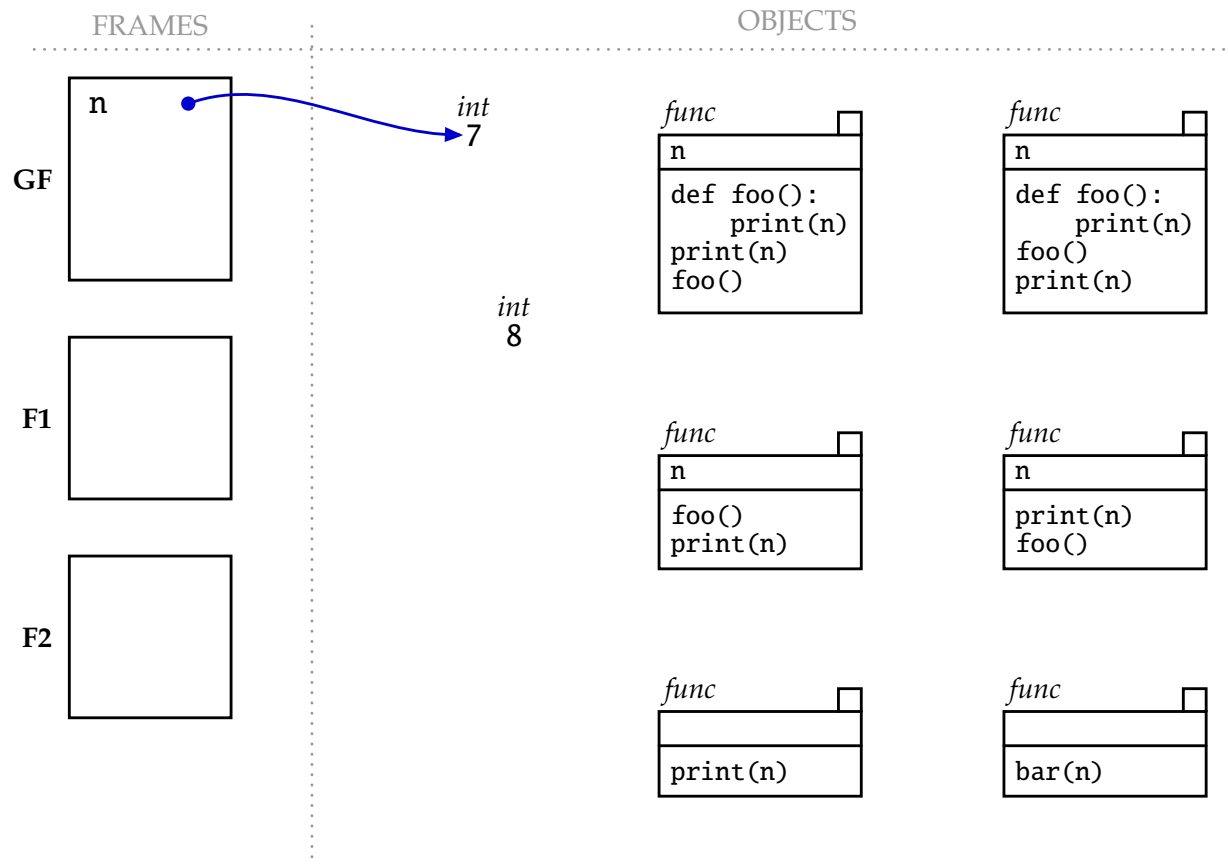 FRAMES
OBJECTS
GF
n
int
7
int
8
F1
F2
func
n
def foo():
    print(n)
print(n)
foo()
func
n
def foo():
    print(n)
foo()
print(n)
func
n
foo()
print(n)
func
n
print(n)
foo()
func
print(n)
func
bar(n)